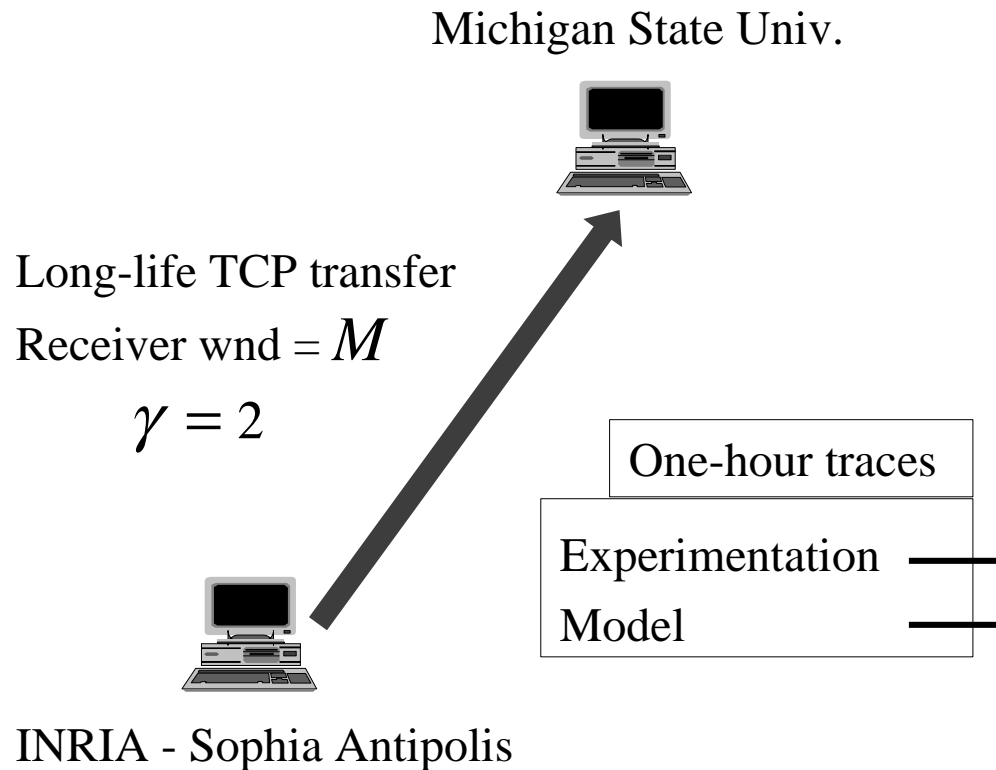 Michigan State Univ.
Long-life TCP transfer
Receiver wnd = M
γ = 2
One-hour traces
Experimentation
Model
INRIA - Sophia Antipolis